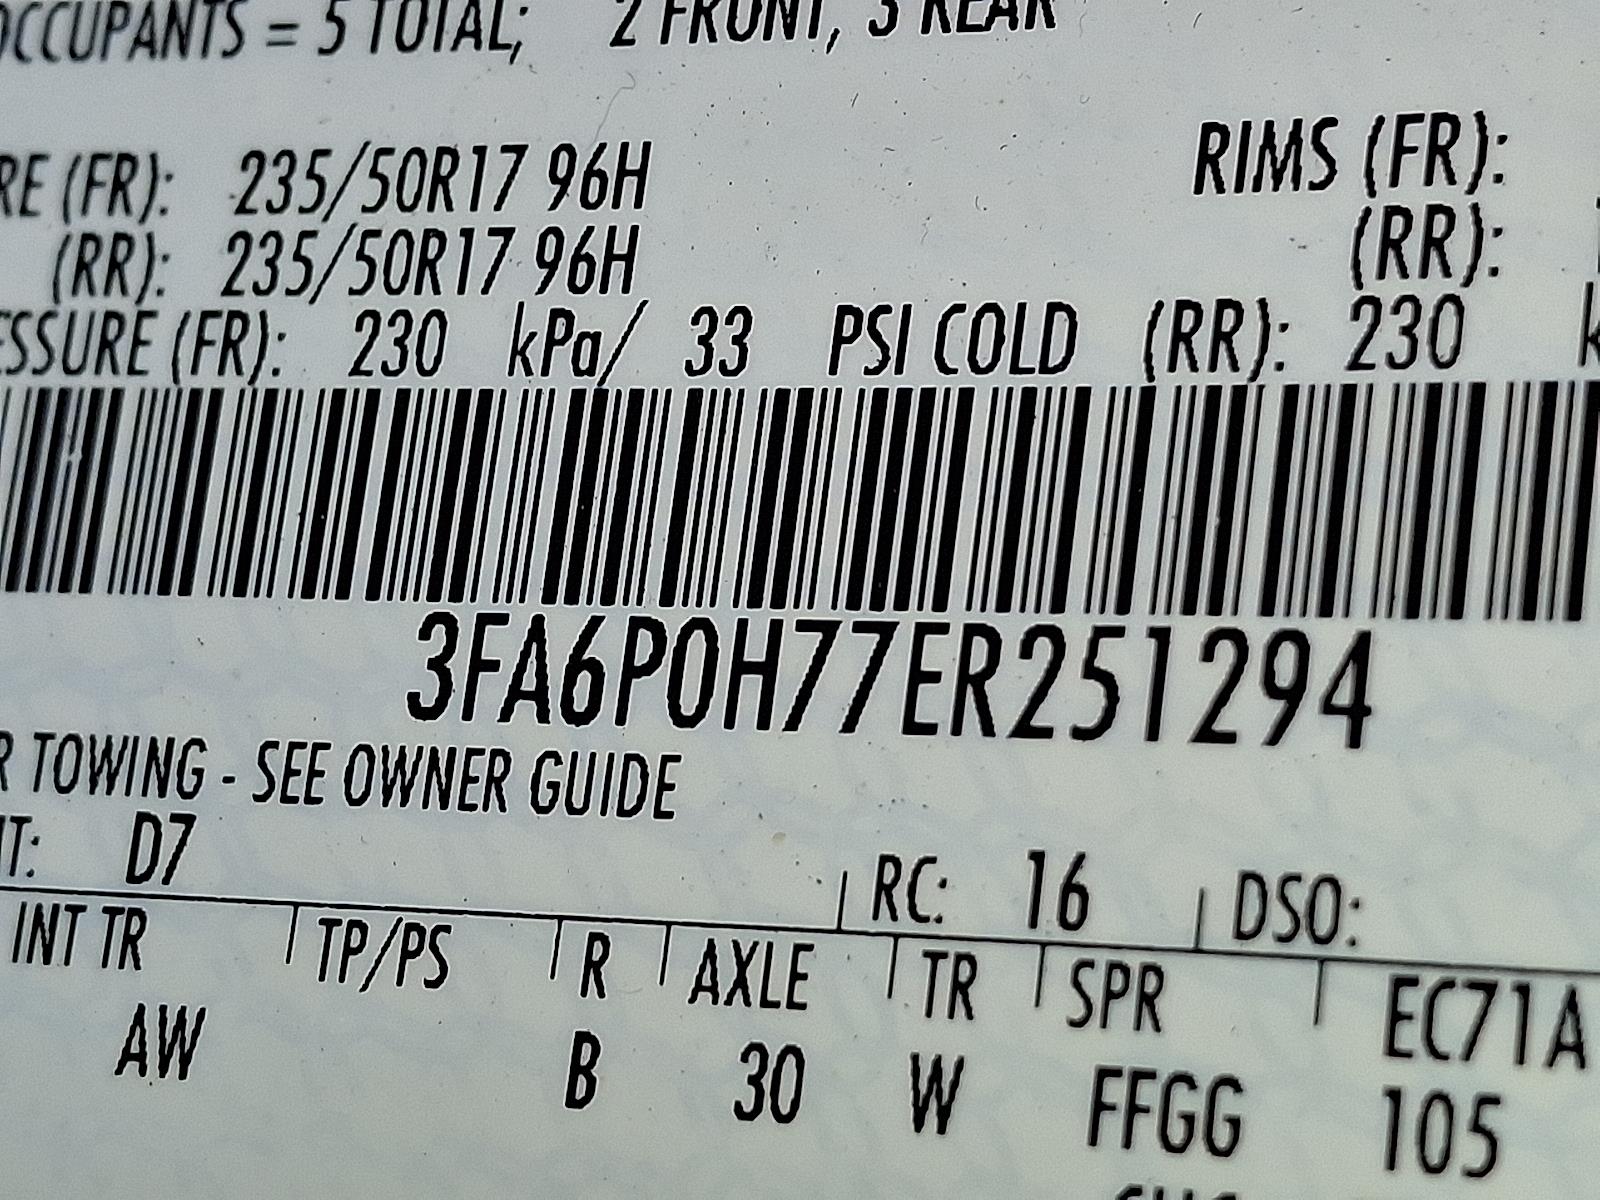 OCCUPANTS = 5 TOTAL; 2 FRONT, 3 REAR
RE (FR): 235/50R17 96H RIMS (FR):
(RR): 235/50R17 96H (RR):
ESSURE (FR): 230 kPa/ 33 PSI COLD (RR): 230 k
3FA6P0H77ER251294
R TOWING - SEE OWNER GUIDE
NT: D7 RC: 16 DSO:
INT TR TP/PS R AXLE TR SPR EC71A
AW B 30 W FFGG 105